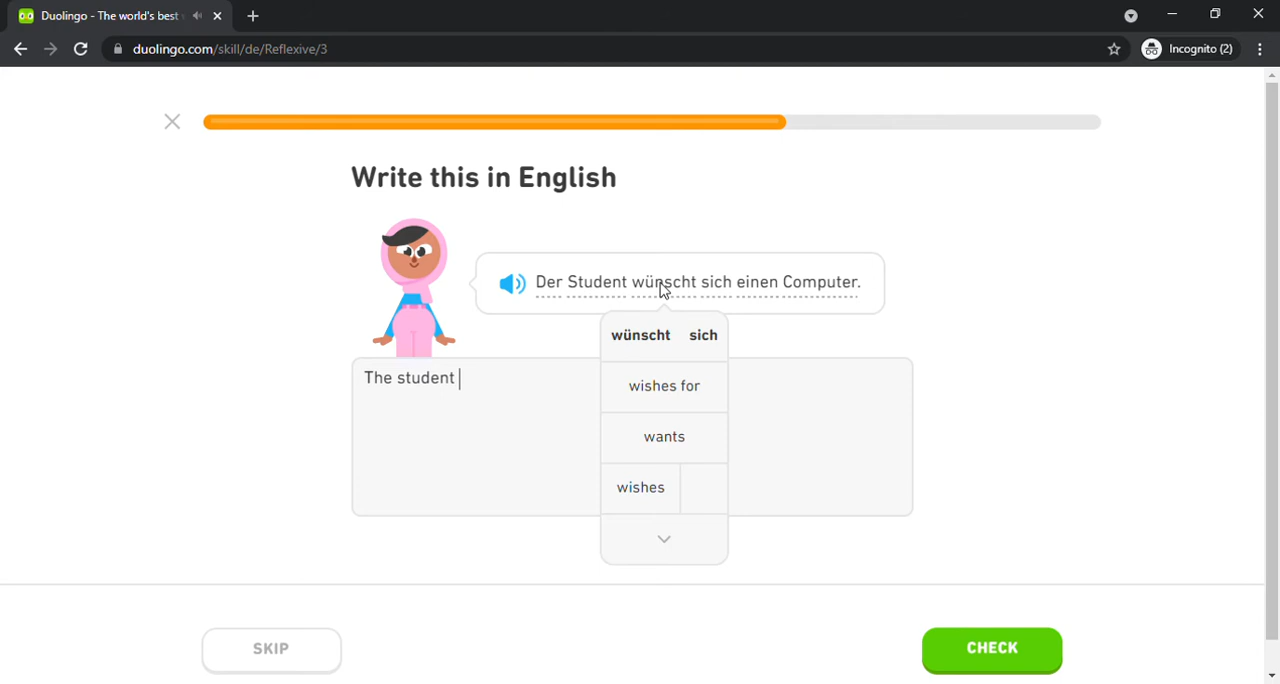 Duolingo - The world's best
duolingo.com/skill/de/Reflexive/3
Incognito (2)
Write this in English
Der Student wünscht sich einen Computer.
wünscht sich
wishes for
wants
wishes
The student
SKIP
CHECK